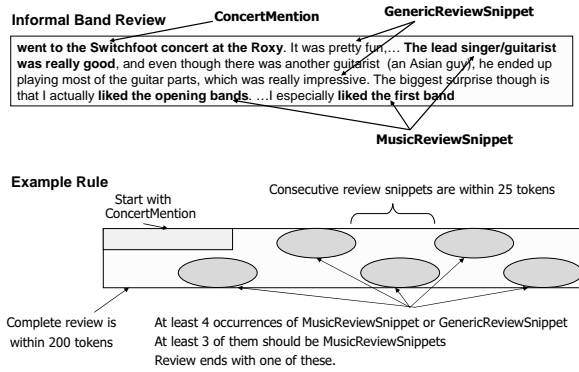 Informal Band Review
ConcertMention
GenericReviewSnippet
went to the Switchfoot concert at the Roxy. It was pretty fun,… The lead singer/guitarist
was really good, and even though there was another guitarist (an Asian guy), he ended up
playing most of the guitar parts, which was really impressive. The biggest surprise though is
that I actually liked the opening bands. …I especially liked the first band
MusicReviewSnippet
Example Rule
Consecutive review snippets are within 25 tokens
Start with
ConcertMention
Complete review is
within 200 tokens
At least 4 occurrences of MusicReviewSnippet or GenericReviewSnippet
At least 3 of them should be MusicReviewSnippets
Review ends with one of these.